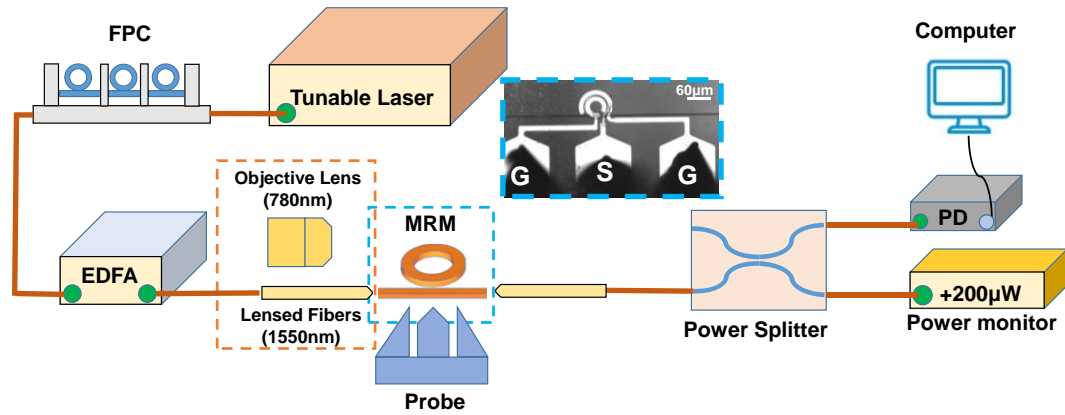 FPC
Tunable Laser
Computer
60μm
G
S
G
Objective Lens
(780nm)
MRM
PD
EDFA
+200μW
Lensed Fibers
(1550nm)
Power Splitter
Power monitor
Probe